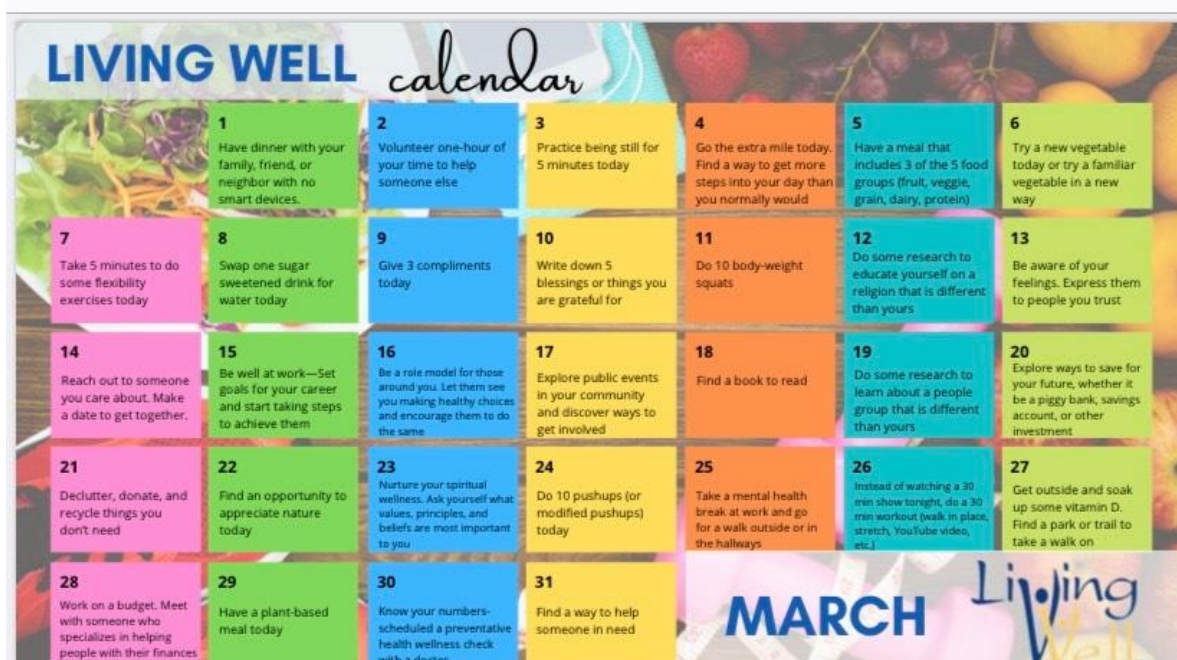 LIVING WELL calendar
1
Have dinner with your
family, friend, or
neighbor with no
smart devices.
2
Volunteer one-hour of
your time to help
someone else
3
Practice being still for
5 minutes today
4
Go the extra mile today.
Find a way to get more
steps into your day than
you normally would
5
Have a meal that
includes 3 of the 5 food
groups (fruit, veggie,
grain, dairy, protein)
6
Try a new vegetable
today or try a familiar
vegetable in a new
way
7
Take 5 minutes to do
some flexibility
exercises today
8
Swap one sugar
sweetened drink for
water today
9
Give 3 compliments
today
10
Write down 5
blessings or things you
are grateful for
11
Do 10 body-weight
squats
12
Do some research to
educate yourself on a
religion that is different
than yours
13
Be aware of your
feelings. Express them
to people you trust
14
Reach out to someone
you care about. Make
a date to get together.
15
Be well at work—Set
goals for your career
and start taking steps
to achieve them
16
Be a role model for those
around you. Let them see
you making healthy choices
and encourage them to do
the same
17
Explore public events
in your community
and discover ways to
get involved
18
Find a book to read
19
Do some research to
learn about a people
group that is different
than yours
20
Explore ways to save for
your future, whether it
be a piggy bank, savings
account, or other
investment
21
Declutter, donate, and
recycle things you
don't need
22
Find an opportunity to
appreciate nature
today
23
Nurture your spiritual
wellness. Ask yourself what
values, principles, and
beliefs are most important
to you
24
Do 10 pushups (or
modified pushups)
today
25
Take a mental health
break at work and go
for a walk outside or in
the hallways
26
Instead of watching a 30
min show tonight, do a 30
min workout (walk in place,
stretch, YouTube video,
etc.)
27
Get outside and soak
up some vitamin D.
Find a park or trail to
take a walk on
28
Work on a budget. Meet
with someone who
specializes in helping
people with their finances
29
Have a plant-based
meal today
30
Know your numbers-
scheduled a preventative
health wellness check
with a doctor
31
Find a way to help
someone in need
MARCH
Living
Well